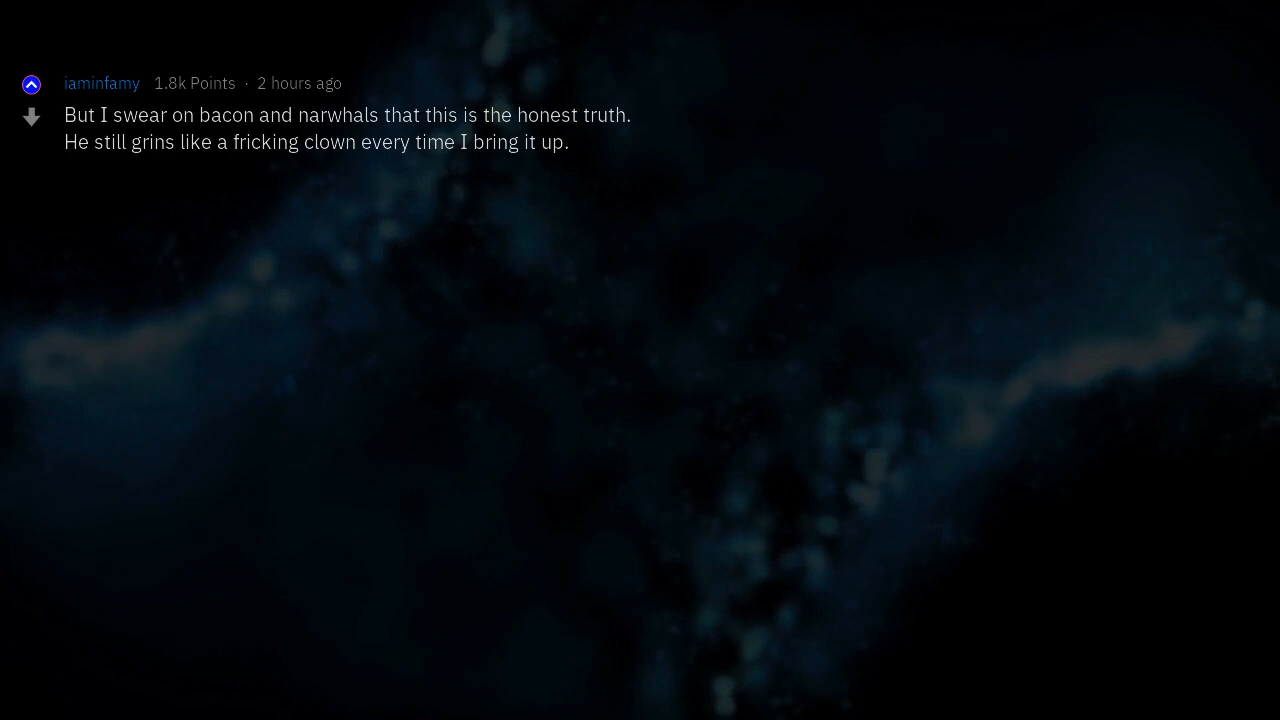 iaminfamy 1.8k Points · 2 hours ago
But I swear on bacon and narwhals that this is the honest truth.
He still grins like a fricking clown every time I bring it up.